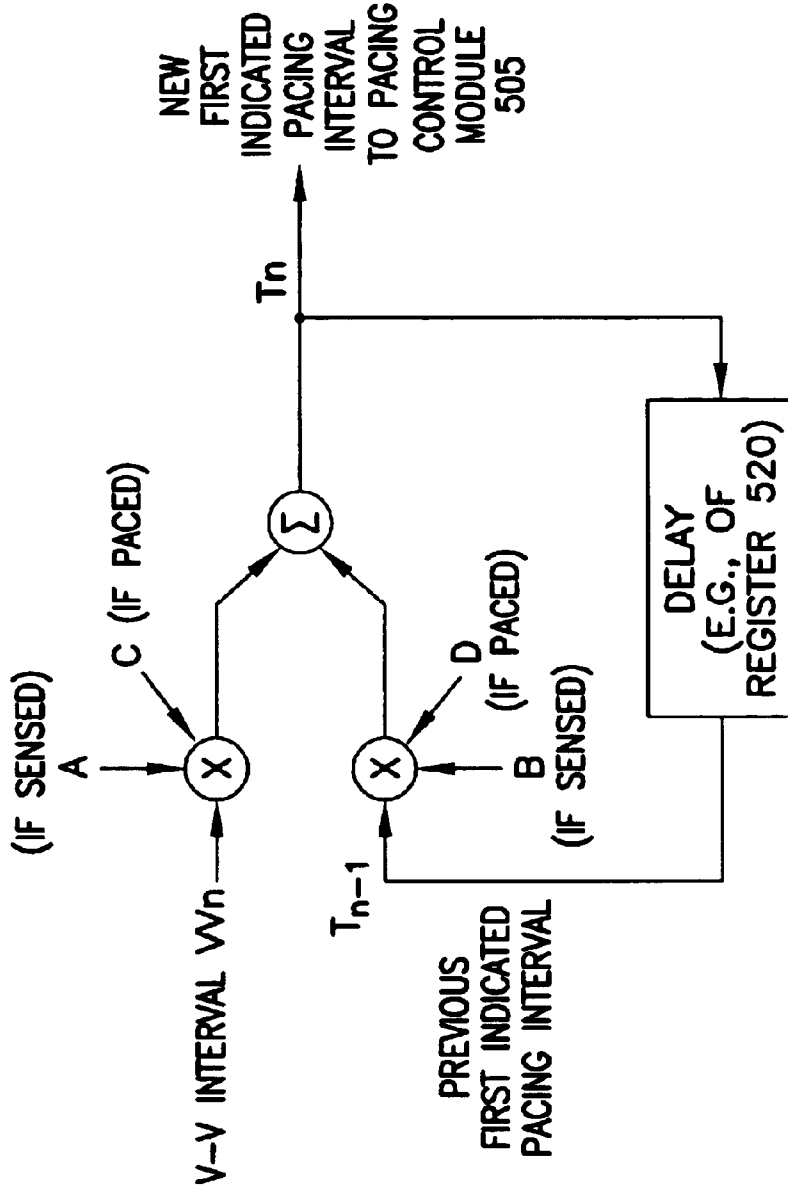 (IF SENSED)
A
C (IF PACED)
V-V INTERVAL VVn
X
Σ
Tn
NEW
FIRST
INDICATED
PACING
INTERVAL
TO PACING
CONTROL
MODULE
505
Tn-1
X
D
(IF PACED)
B
(IF SENSED)
PREVIOUS
FIRST INDICATED
PACING INTERVAL
DELAY
(E.G., OF
REGISTER 520)